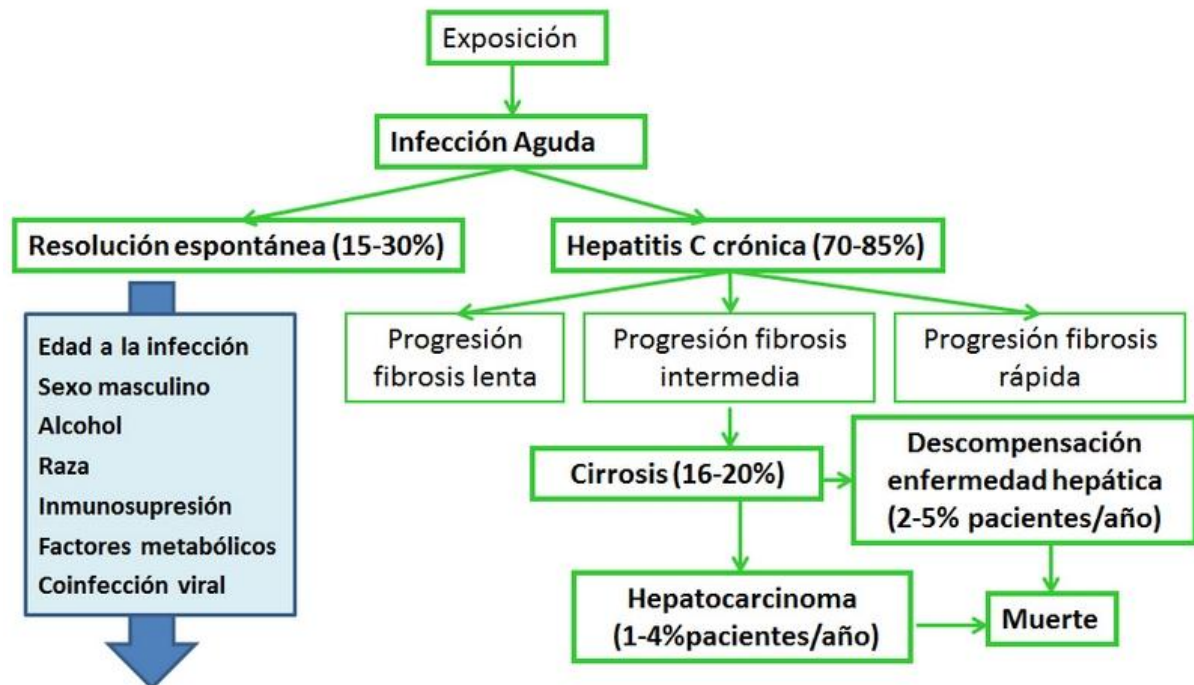 Exposición
Infección Aguda
Resolución espontánea (15-30%)
Hepatitis C crónica (70-85%)
Edad a la infección
Sexo masculino
Alcohol
Raza
Inmunosupresión
Factores metabólicos
Coinfección viral
Progresión
fibrosis lenta
Progresión fibrosis
intermedia
Progresión fibrosis
rápida
Cirrosis (16-20%)
Descompensación
enfermedad hepática
(2-5% pacientes/año)
Hepatocarcinoma
(1-4%pacientes/año)
Muerte